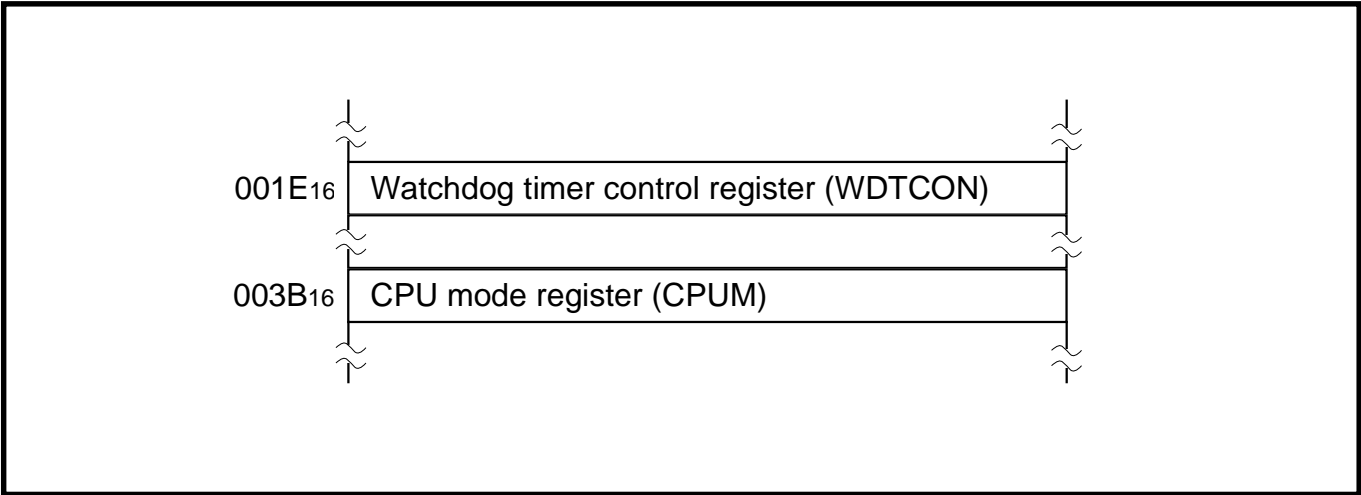 001E16 Watchdog timer control register (WDTCON)
003B16 CPU mode register (CPUM)